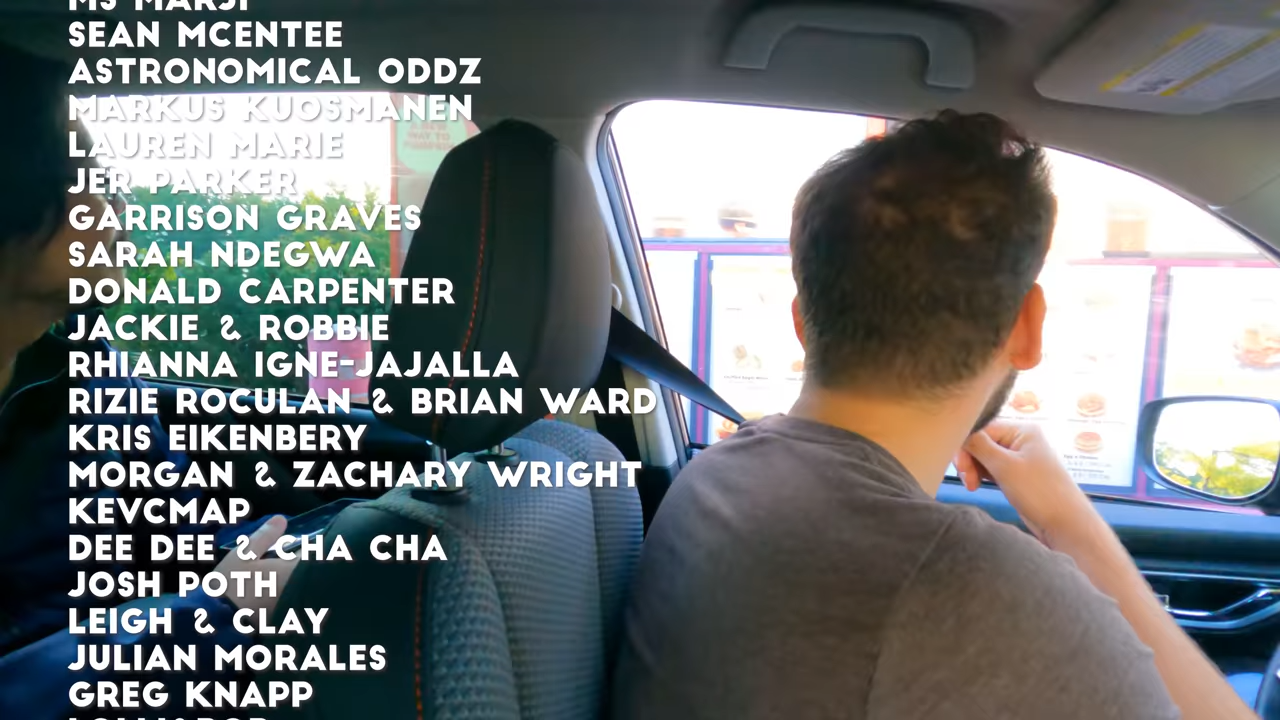 MS MARJI
SEAN MCENTEE
ASTRONOMICAL ODDZ
MARKUS KUOSMANEN
LAUREN MARIE
JER PARKER
GARRISON GRAVES
SARAH NDEGWA
DONALD CARPENTER
JACKIE & ROBBIE
RHIANNA IGNE-JAJALLA
RIZIE ROCULAN & BRIAN WARD
KRIS EIKENBERY
MORGAN & ZACHARY WRIGHT
KEVCMAP
DEE DEE & CHA CHA
JOSH POTH
LEIGH & CLAY
JULIAN MORALES
GREG KNAPP